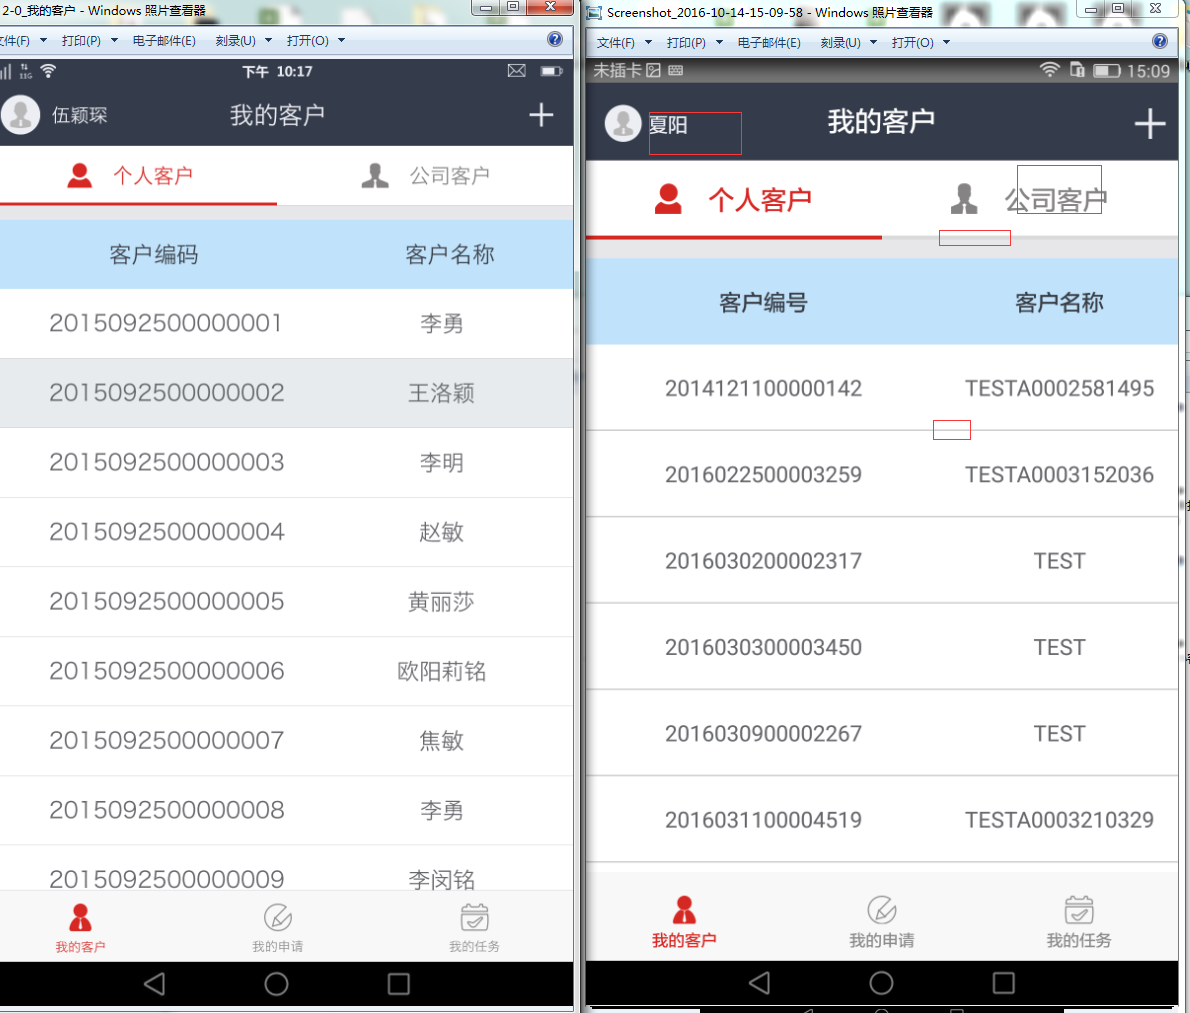 2-0_我的客户 - Windows 照片查看器
文件(F) 打印(P) 电子邮件(E) 刻录(U) 打开(O)
11G 下午 10:17
伍颖琛 我的客户
个人客户 公司客户
客户编码 客户名称
2015092500000001 李勇
2015092500000002 王洛颖
2015092500000003 李明
2015092500000004 赵敏
2015092500000005 黄丽莎
2015092500000006 欧阳莉铭
2015092500000007 焦敏
2015092500000008 李勇
2015092500000009 李闵铭
我的客户 我的申请 我的任务
Screenshot_2016-10-14-15-09-58 - Windows 照片查看器
文件(F) 打印(P) 电子邮件(E) 刻录(U) 打开(O)
未插卡 15:09
夏阳 我的客户
个人客户 公司客户
客户编号 客户名称
2014121100000142 TESTA0002581495
2016022500003259 TESTA0003152036
2016030200002317 TEST
2016030300003450 TEST
2016030900002267 TEST
2016031100004519 TESTA0003210329
我的客户 我的申请 我的任务